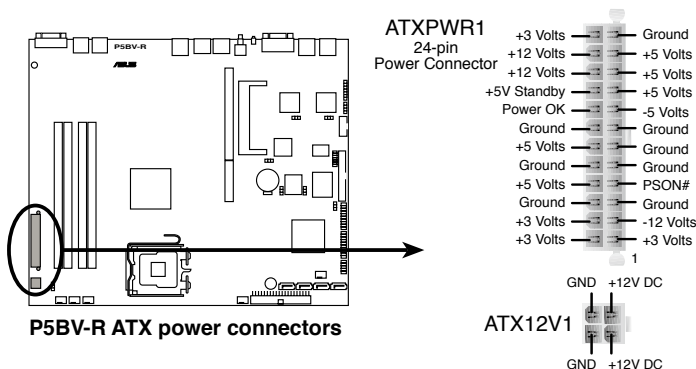 P5BV-R
/SUS
P5BV-R ATX power connectors
ATXPWR1
24-pin
Power Connector
+3 Volts
+12 Volts
+12 Volts
+5V Standby
Power OK
Ground
+5 Volts
Ground
+5 Volts
Ground
+3 Volts
+3 Volts
Ground
+5 Volts
+5 Volts
+5 Volts
-5 Volts
Ground
Ground
Ground
PSON#
Ground
-12 Volts
+3 Volts
1
ATX12V1
GND +12V DC
GND +12V DC